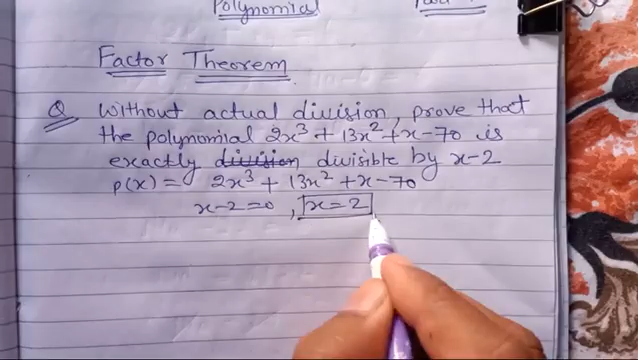 Polynomial
Factor Theorem
Q Without actual division, prove that
the polynomial 2x³ + 13x² + x - 70 is
exactly division divisible by x-2
p(x) = 2x³ + 13x² + x - 70
x-2=0, x=2